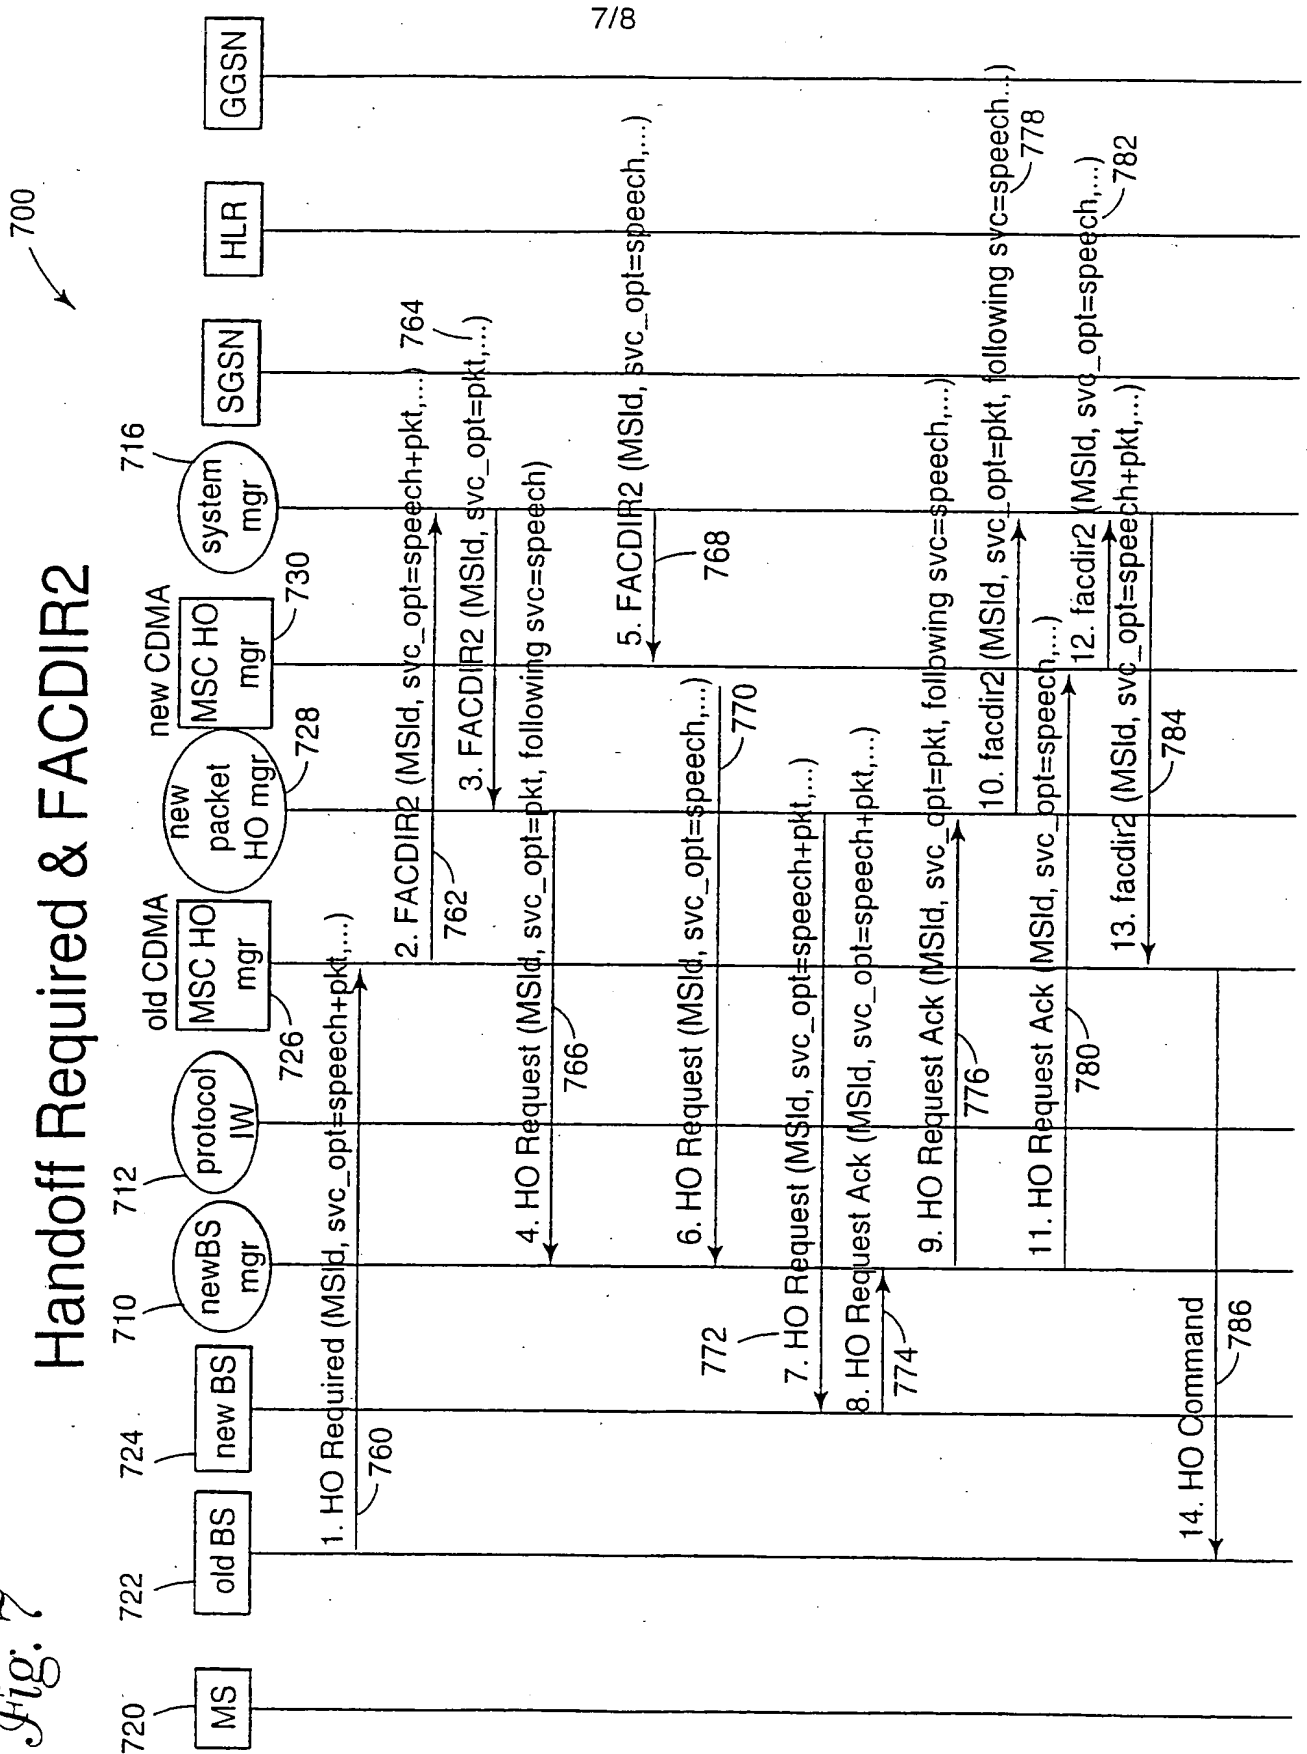 7/8
Fig. 7
Handoff Required & FACDIR2
700
720
MS
722
old BS
724
new BS
710
newBS
mgr
712
protocol
IW
old CDMA
MSC HO
mgr
726
new
packet
HO mgr
728
new CDMA
MSC HO
mgr
730
716
system
mgr
SGSN
HLR
GGSN
1. HO Required (MSId, svc_opt=speech+pkt,...)
760
2. FACDIR2 (MSId, svc_opt=speech+pkt,...)
762
3. FACDIR2 (MSId, svc_opt=pkt,...)
764
4. HO Request (MSId, svc_opt=pkt, following svc=speech)
766
5. FACDIR2 (MSId, svc_opt=speech,...)
768
6. HO Request (MSId, svc_opt=speech,...)
770
7. HO Request (MSId, svc_opt=speech+pkt,...)
772
8. HO Request Ack (MSId, svc_opt=speech+pkt,...)
774
9. HO Request Ack (MSId, svc_opt=pkt, following svc=speech,...)
776
10. facdir2 (MSId, svc_opt=pkt, following svc=speech...)
778
11. HO Request Ack (MSId, svc_opt=speech,...)
780
12. facdir2 (MSId, svc_opt=speech,...)
782
13. facdir2 (MSId, svc_opt=speech+pkt,...)
784
14. HO Command
786